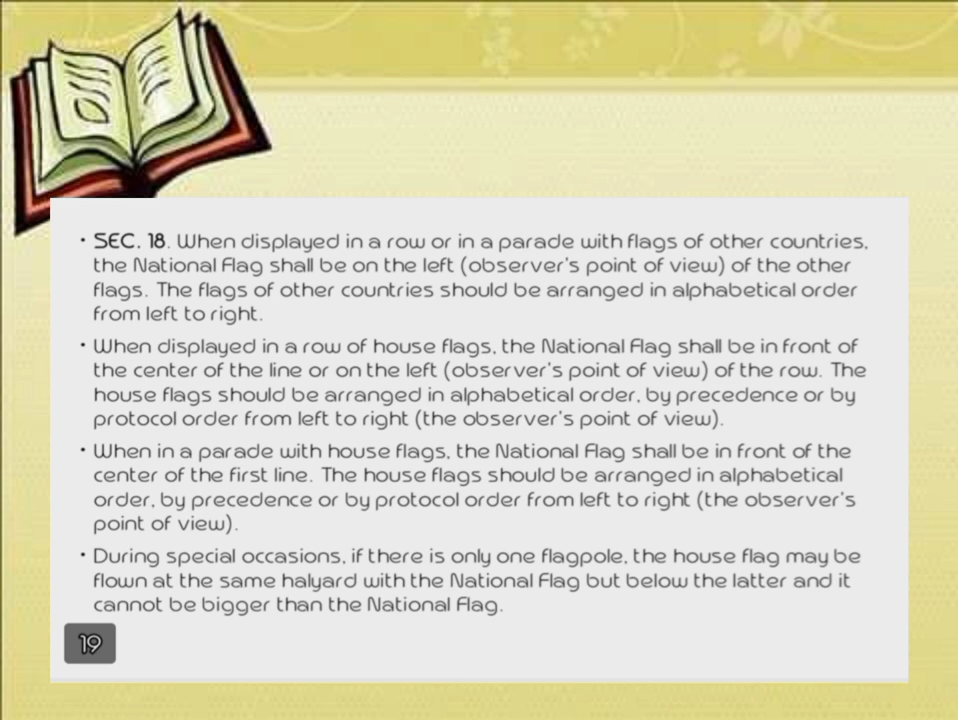 • SEC. 18. When displayed in a row or in a parade with flags of other countries,
the National Flag shall be on the left (observer's point of view) of the other
flags. The flags of other countries should be arranged in alphabetical order
from left to right.
• When displayed in a row of house flags, the National Flag shall be in front of
the center of the line or on the left (observer's point of view) of the row. The
house flags should be arranged in alphabetical order, by precedence or by
protocol order from left to right (the observer's point of view).
• When in a parade with house flags, the National Flag shall be in front of the
center of the first line. The house flags should be arranged in alphabetical
order, by precedence or by protocol order from left to right (the observer's
point of view).
• During special occasions, if there is only one flagpole, the house flag may be
flown at the same halyard with the National Flag but below the latter and it
cannot be bigger than the National Flag.
19